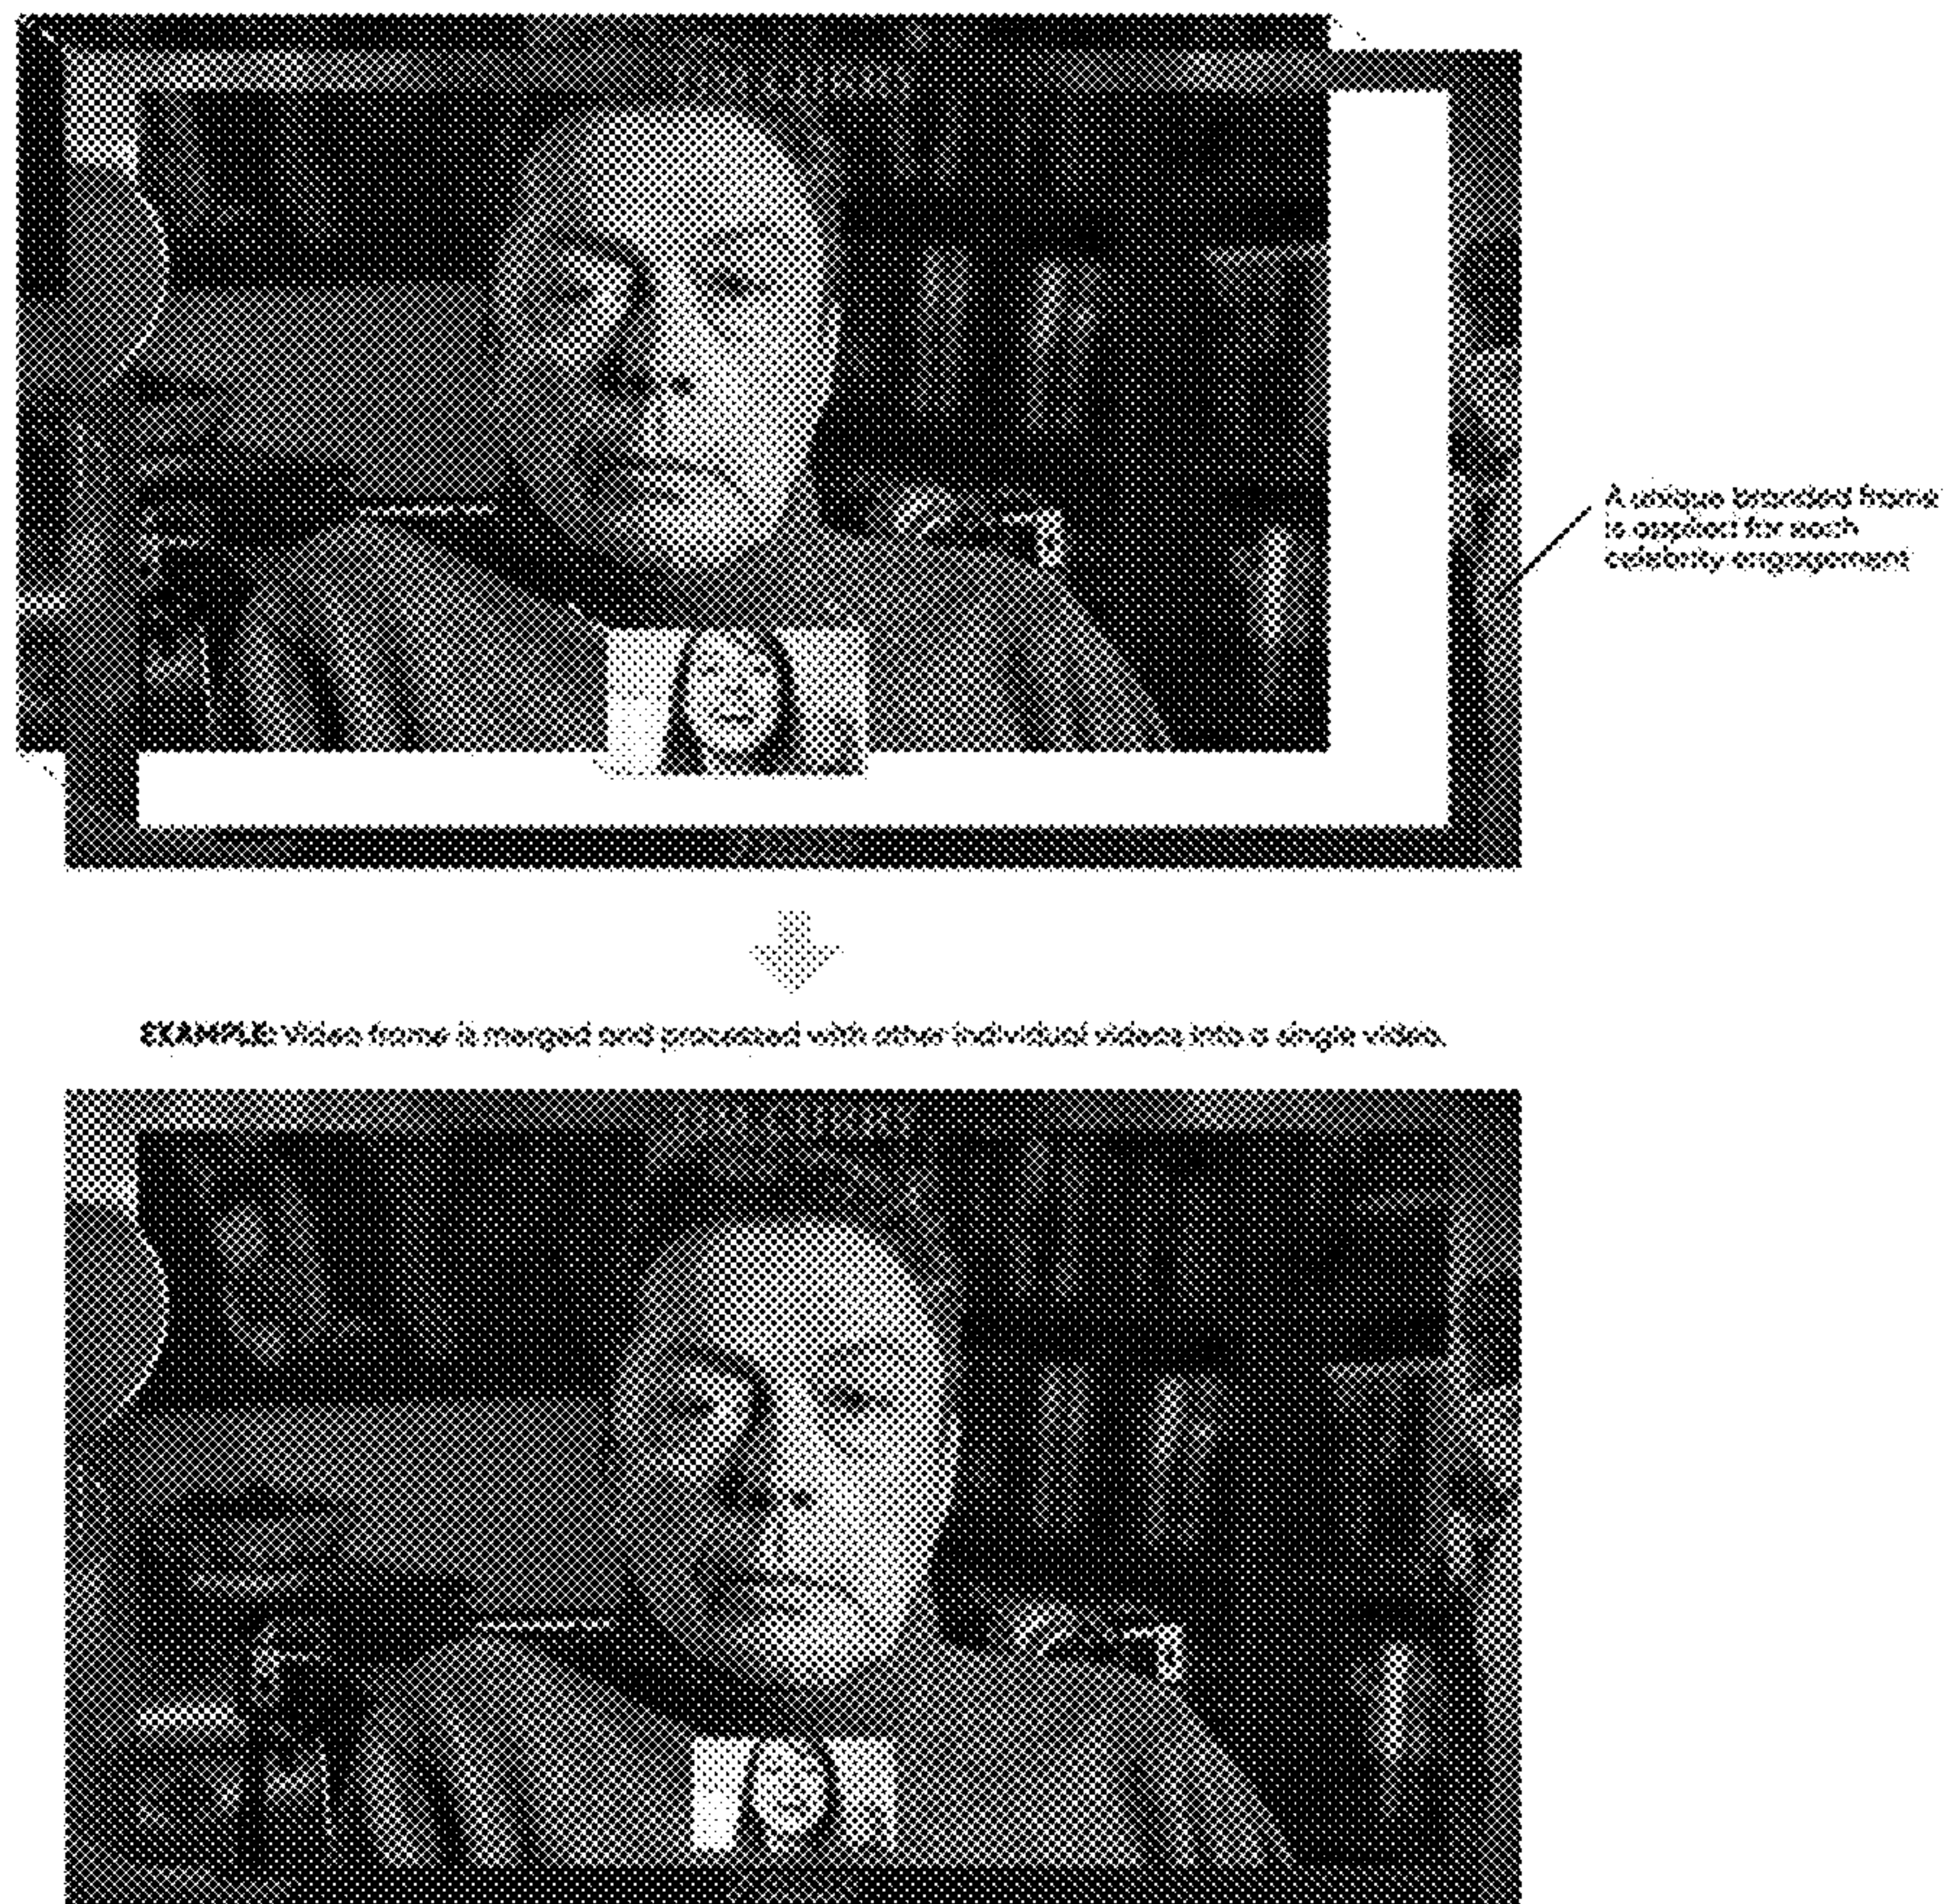 A unique branded frame
is applied for each
celebrity engagement
EXAMPLE: Video frame is merged and processed with other individual videos into a single video.